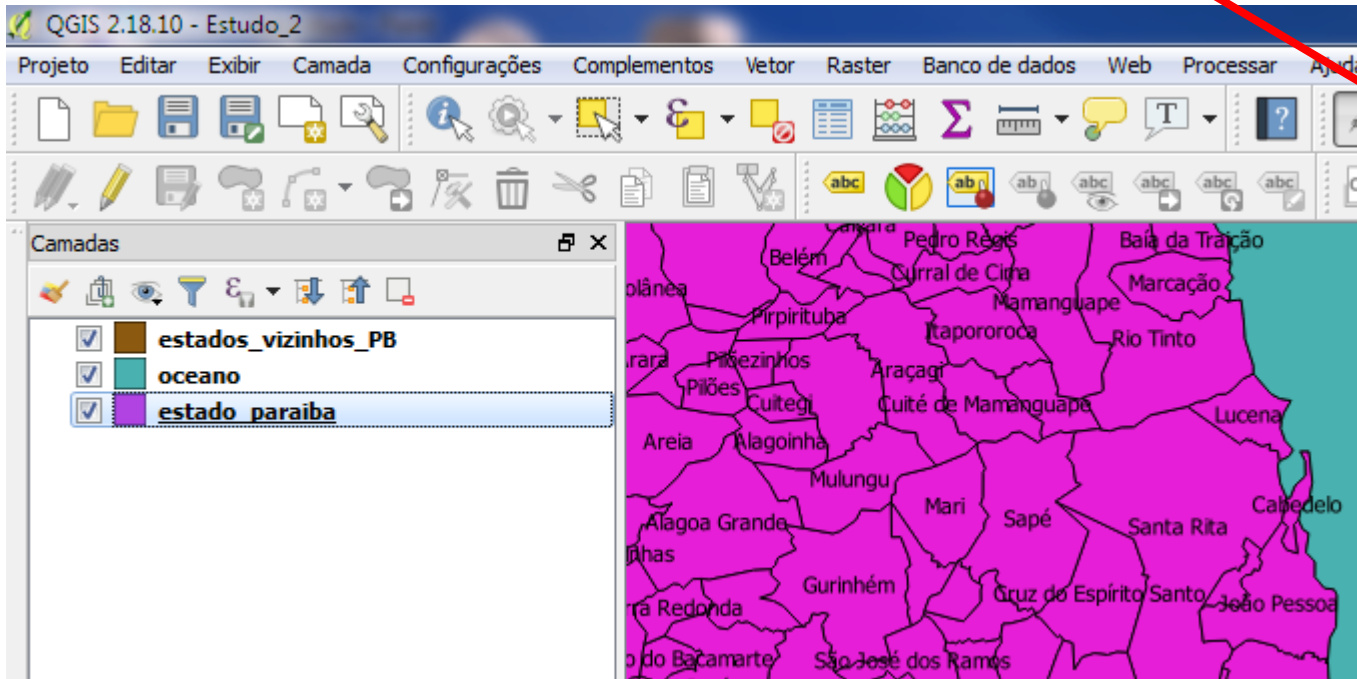 QGIS 2.18.10 - Estudo_2
Projeto Editar Exibir Camada Configurações Complementos Vetor Raster Banco de dados Web Processar Ajuda
T ?
abc ab ab abc abc abc abc
Camadas
estados_vizinhos_PB
oceano
estado_paraiba
Pedro Régis Baía da Traição
Belém
Curral de Cima Marcação
Mamanguape
Pirpirituba
Itapororoca Rio Tinto
Pilõezinhos
Araçagi
Pilões
Cuitegi Cuité de Mamanguape
Lucena
Areia Alagoinha
Mulungu
Mari Cabedelo
Alagoa Grande Sapé Santa Rita
Gurinhém
Cruz do Espírito Santo João Pessoa
São José dos Ramos